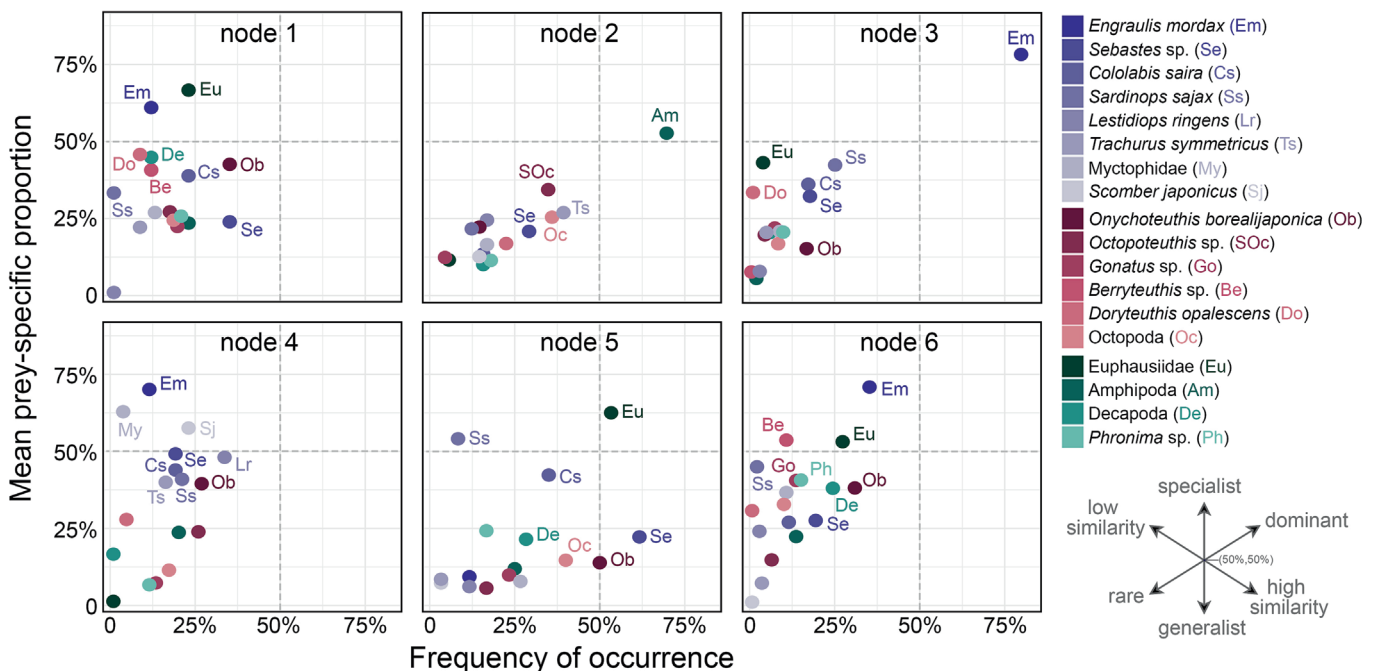 Mean prey-specific proportion
node 1
75%
50%
25%
0
Em
Eu
Do
De
Be
Cs
Ob
Ss
Se
node 2
Am
SOc
Se
Ts
Oc
node 3
Em
Eu
Ss
Do
Cs
Se
Ob
node 4
75%
50%
25%
0
0
25%
50%
75%
Em
My
Sj
Cs
Se
Lr
Ts
Ss
Ob
node 5
0
25%
50%
75%
Eu
Ss
Cs
De
Oc
Se
Ob
node 6
0
25%
50%
75%
Em
Be
Eu
Go
Ph
Ss
Ob
De
Se
Frequency of occurrence
Engraulis mordax (Em)
Sebastes sp. (Se)
Cololabis saira (Cs)
Sardinops sajax (Ss)
Lestidiops ringens (Lr)
Trachurus symmetricus (Ts)
Myctophidae (My)
Scomber japonicus (Sj)
Onychoteuthis borealijaponica (Ob)
Octopoteuthis sp. (SOc)
Gonatus sp. (Go)
Berryteuthis sp. (Be)
Doryteuthis opalescens (Do)
Octopoda (Oc)
Euphausiidae (Eu)
Amphipoda (Am)
Decapoda (De)
Phronima sp. (Ph)
specialist
low
similarity
dominant
(50%,50%)
rare
high
similarity
generalist